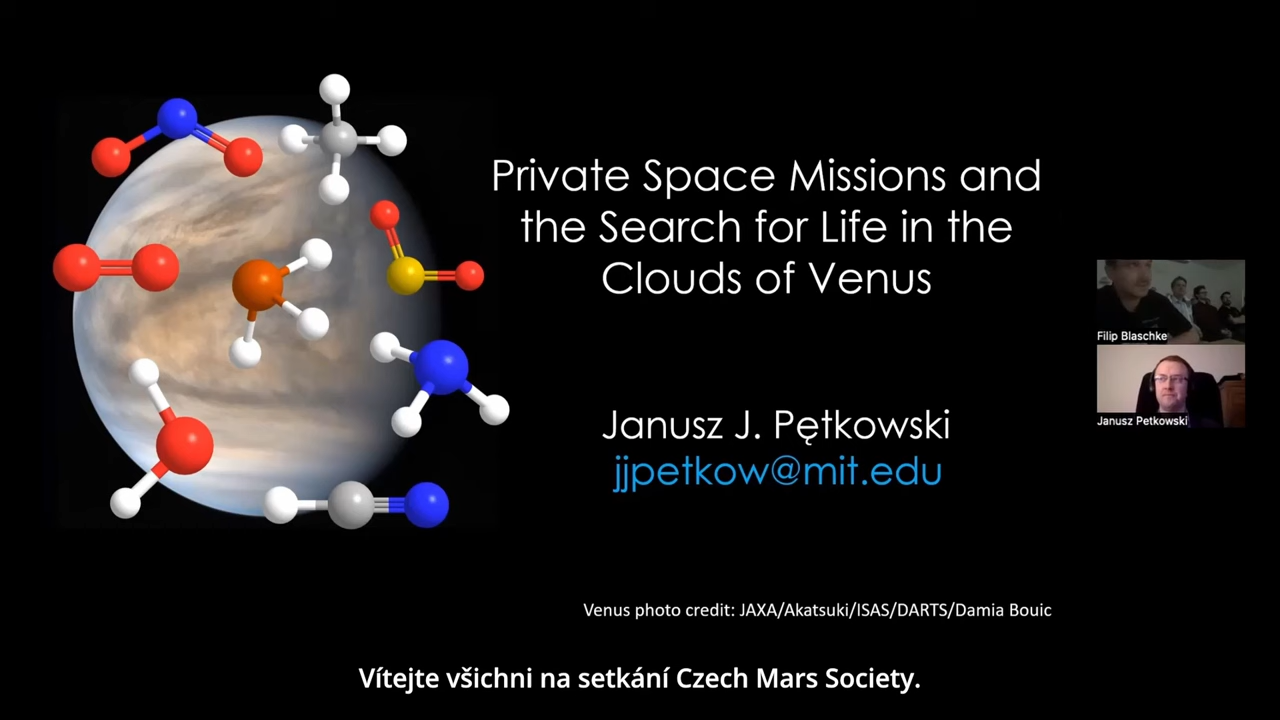 Private Space Missions and
the Search for Life in the
Clouds of Venus
Filip Blaschke
Janusz Petkowski
Janusz J. Pętkowski
jjpetkow@mit.edu
Venus photo credit: JAXA/Akatsuki/ISAS/DARTS/Damia Bouic
Vítejte všichni na setkání Czech Mars Society.